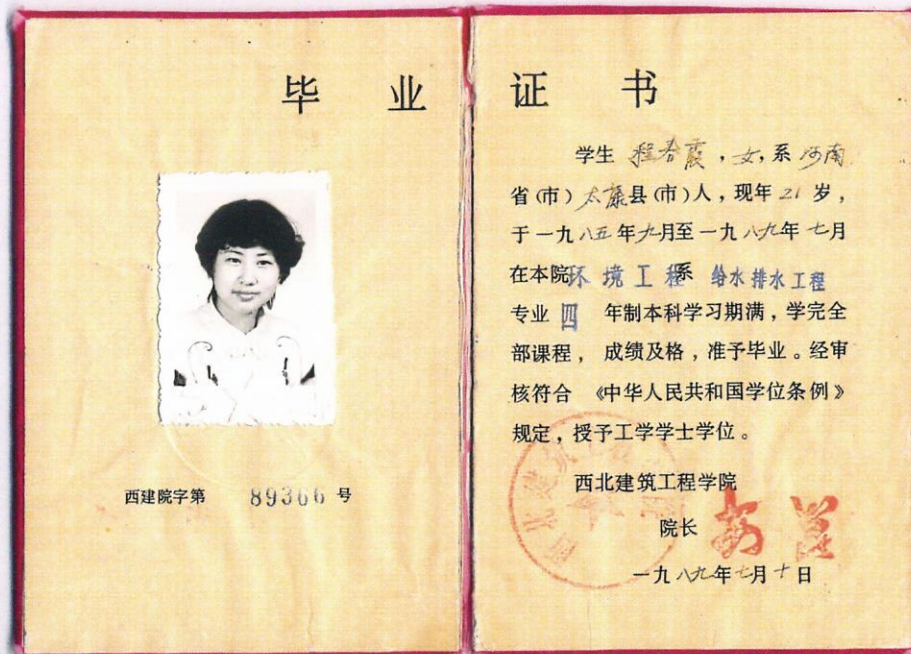 毕 业 证 书
西建院字第 89366 号
学生 程春霞，女，系 河南
省(市) 太康县(市)人，现年 21 岁，
于一九八五年九月至一九八九年七月
在本院环境工程系 给水排水工程
专业 四 年制本科学习期满，学完全
部课程， 成绩及格，准予毕业。经审
核符合 《中华人民共和国学位条例》
规定，授予工学学士学位。
西北建筑工程学院
院长
一九八九年七月十日